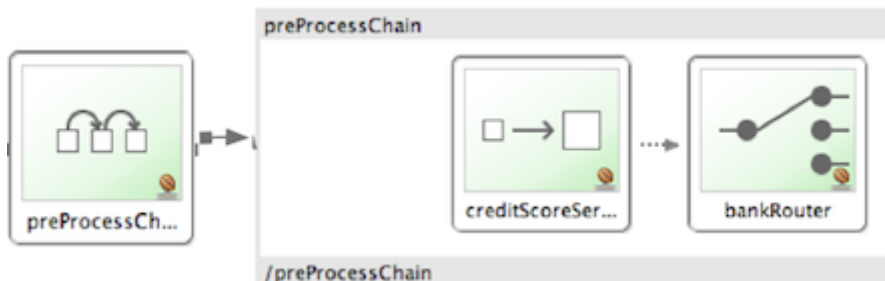 preProcessChain
preProcessCh...
creditScoreSer...
bankRouter
/preProcessChain